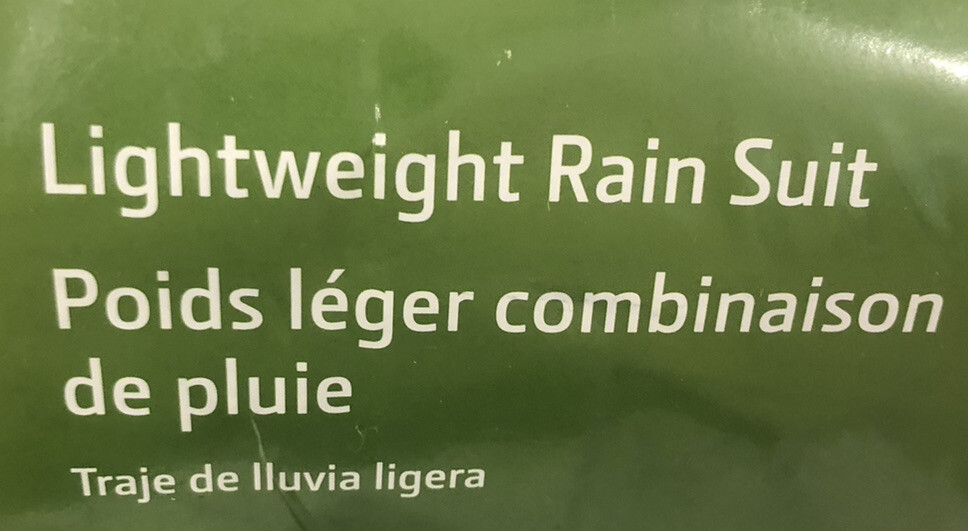 Lightweight Rain Suit
Poids léger combinaison
de pluie
Traje de lluvia ligera